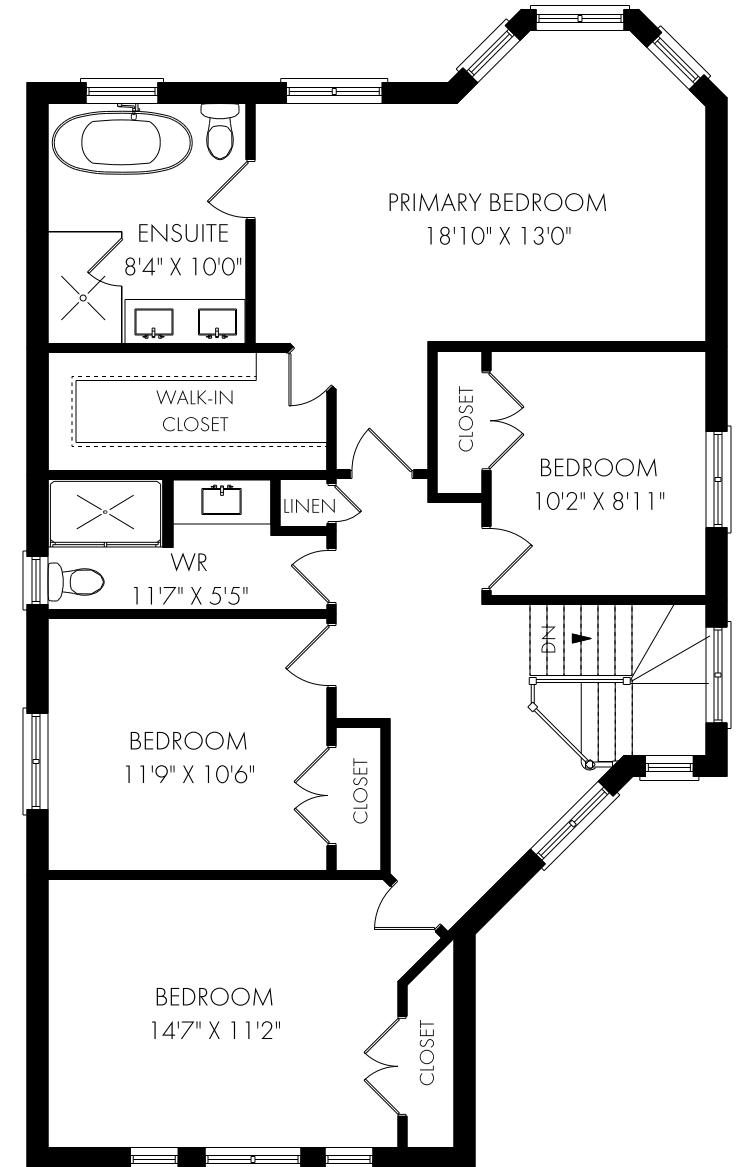 PRIMARY BEDROOM
18'10" X 13'0"
ENSUITE
8'4" X 10'0"
WALK-IN
CLOSET
CLOSET
BEDROOM
10'2" X 8'11"
LINEN
WR
11'7" X 5'5"
DN
BEDROOM
11'9" X 10'6"
CLOSET
BEDROOM
14'7" X 11'2"
CLOSET